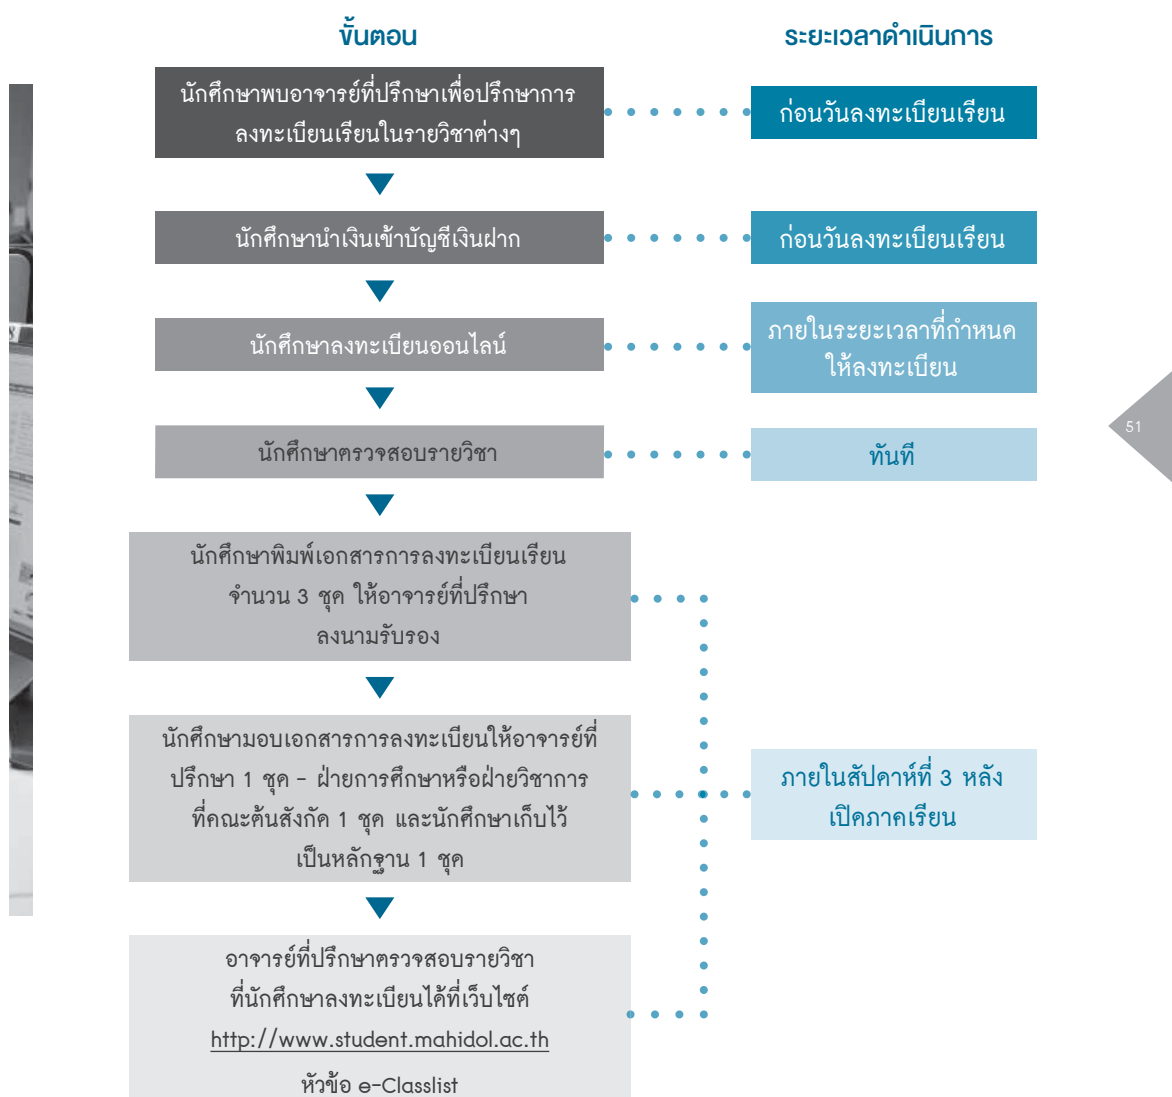 ขั้นตอน
ระยะเวลาดำเนินการ
นักศึกษาพบอาจารย์ที่ปรึกษาเพื่อปรึกษาการ
ลงทะเบียนเรียนในรายวิชาต่างๆ
ก่อนวันลงทะเบียนเรียน
นักศึกษานำเงินเข้าบัญชีเงินฝาก
ก่อนวันลงทะเบียนเรียน
นักศึกษาลงทะเบียนออนไลน์
ภายในระยะเวลาที่กำหนด
ให้ลงทะเบียน
นักศึกษาตรวจสอบรายวิชา
ทันที
51
นักศึกษาพิมพ์เอกสารการลงทะเบียนเรียน
จำนวน 3 ชุด ให้อาจารย์ที่ปรึกษา
ลงนามรับรอง
นักศึกษามอบเอกสารการลงทะเบียนให้อาจารย์ที่
ปรึกษา 1 ชุด - ฝ่ายการศึกษาหรือฝ่ายวิชาการ
ที่คณะต้นสังกัด 1 ชุด และนักศึกษาเก็บไว้
เป็นหลักฐาน 1 ชุด
ภายในสัปดาห์ที่ 3 หลัง
เปิดภาคเรียน
อาจารย์ที่ปรึกษาตรวจสอบรายวิชา
ที่นักศึกษาลงทะเบียนได้ที่เว็บไซต์
http://www.student.mahidol.ac.th
หัวข้อ e-Classlist